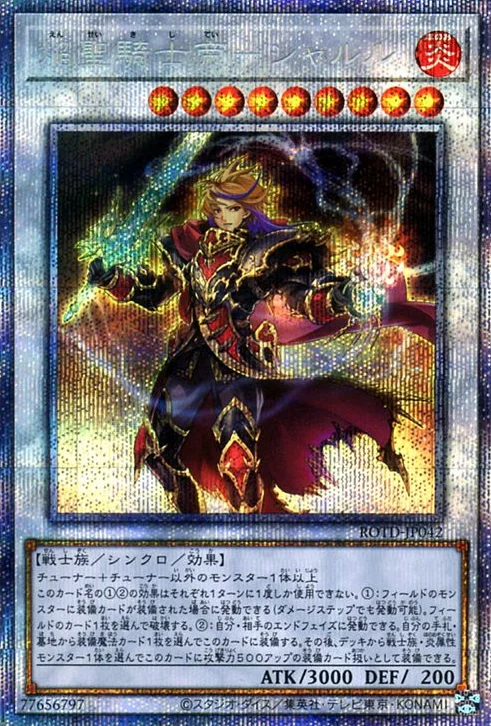 えん せい き し てい
焔聖騎士帝－シャルル
炎
ROTD-JP042
【戦士族／シンクロ／効果】
チューナー＋チューナー以外のモンスター1体以上
このカード名の①②の効果はそれぞれ1ターンに1度しか使用できない。①：フィールドのモン
スターに装備カードが装備された場合に発動できる（ダメージステップでも発動可能）。フィー
ルドのカード1枚を選んで破壊する。②：自分・相手のエンドフェイズに発動できる。自分の手札・
墓地から装備魔法カード1枚を選んでこのカードに装備する。その後、デッキから戦士族・炎属性
モンスター1体を選んでこのカードに攻撃力500アップの装備カード扱いとして装備できる。
ATK/3000 DEF/ 200
77656797
©スタジオ・ダイス／集英社・テレビ東京・KONAMI